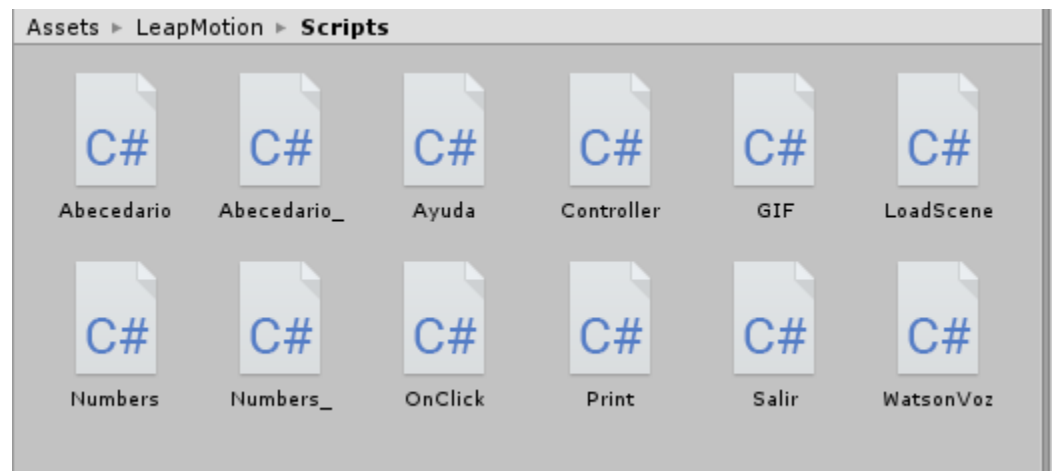 Assets ▸ LeapMotion ▸ Scripts
C# C# C# C# C# C#
Abecedario Abecedario_ Ayuda Controller GIF LoadScene
C# C# C# C# C# C#
Numbers Numbers_ OnClick Print Salir WatsonVoz